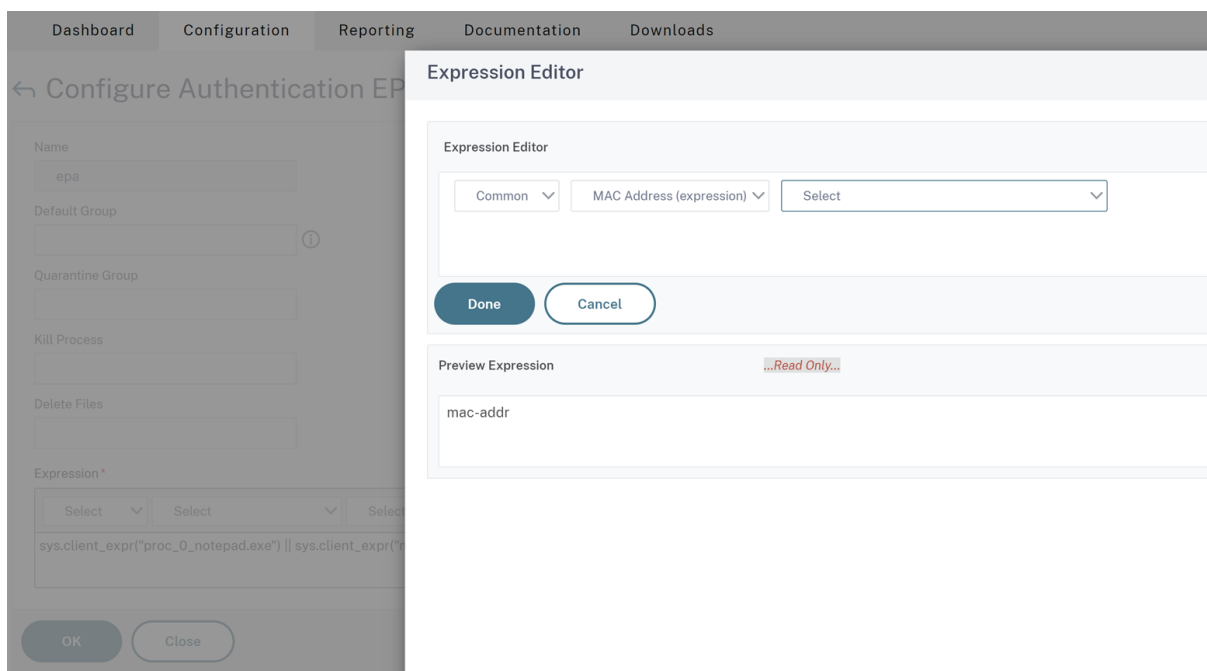 Dashboard Configuration Reporting Documentation Downloads
Configure Authentication EP
Name
epa
Default Group
Quarantine Group
Kill Process
Delete Files
Expression*
Select Select Select
sys.client_expr("proc_0_notepad.exe") || sys.client_expr("
OK Close
Expression Editor
Expression Editor
Common MAC Address (expression) Select
Done Cancel
Preview Expression ...Read Only...
mac-addr